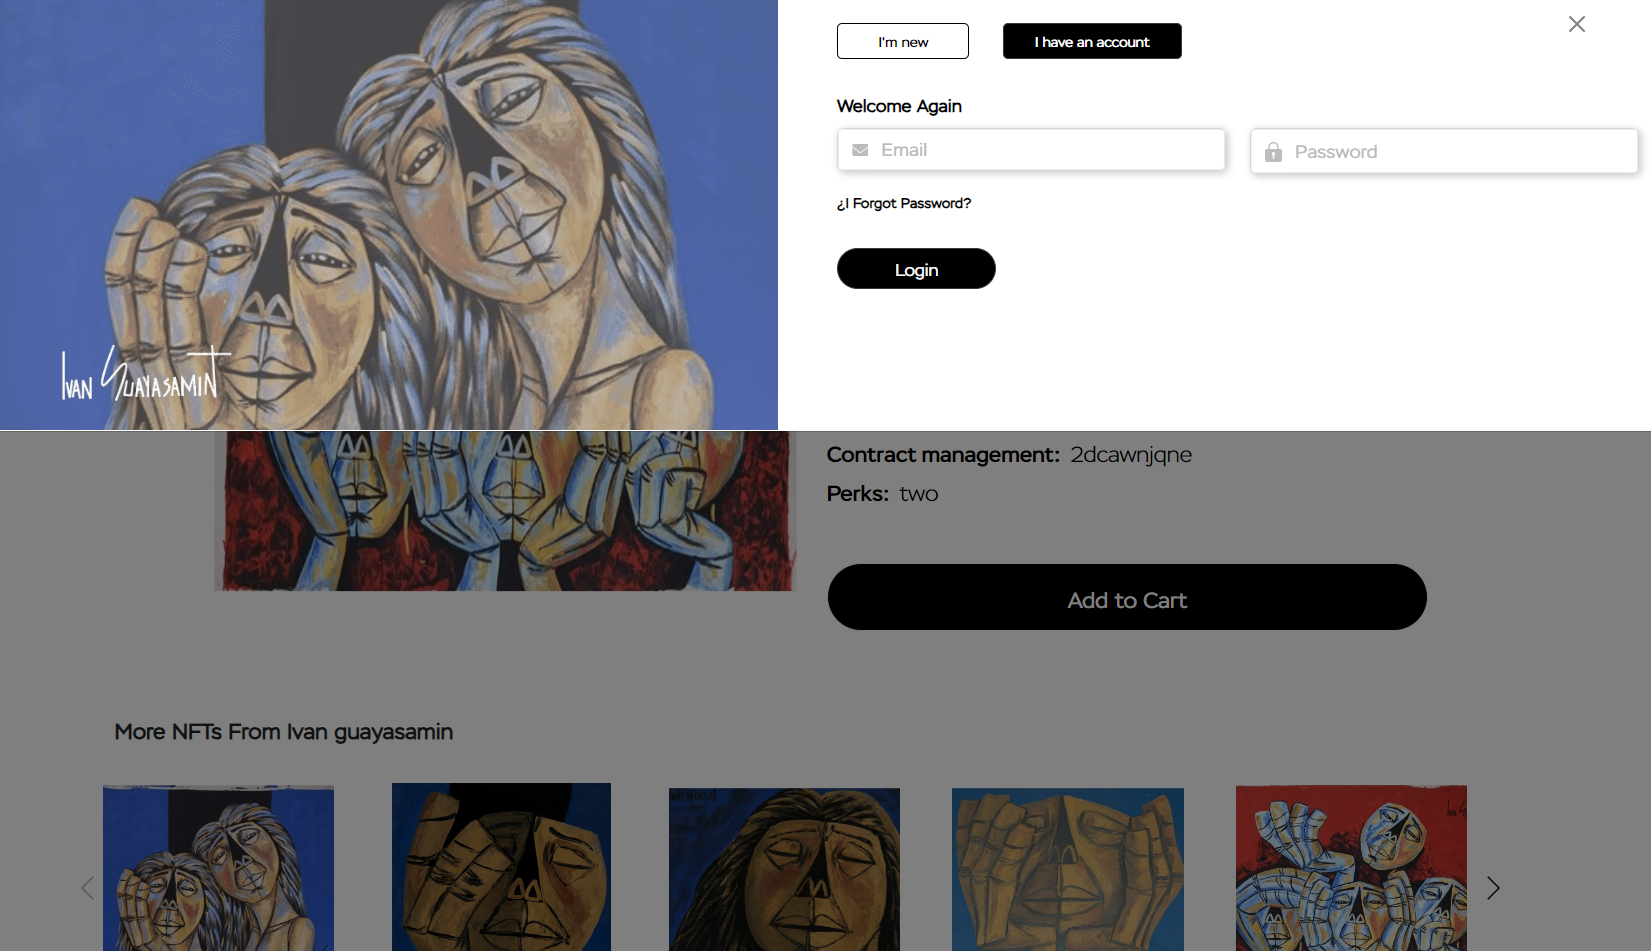 I'm new
I have an account
Welcome Again
Email
Password
¿I Forgot Password?
Login
IVAN GUAYASAMIN
Contract management: 2dcawnjqne
Perks: two
Add to Cart
More NFTs From Ivan guayasamin